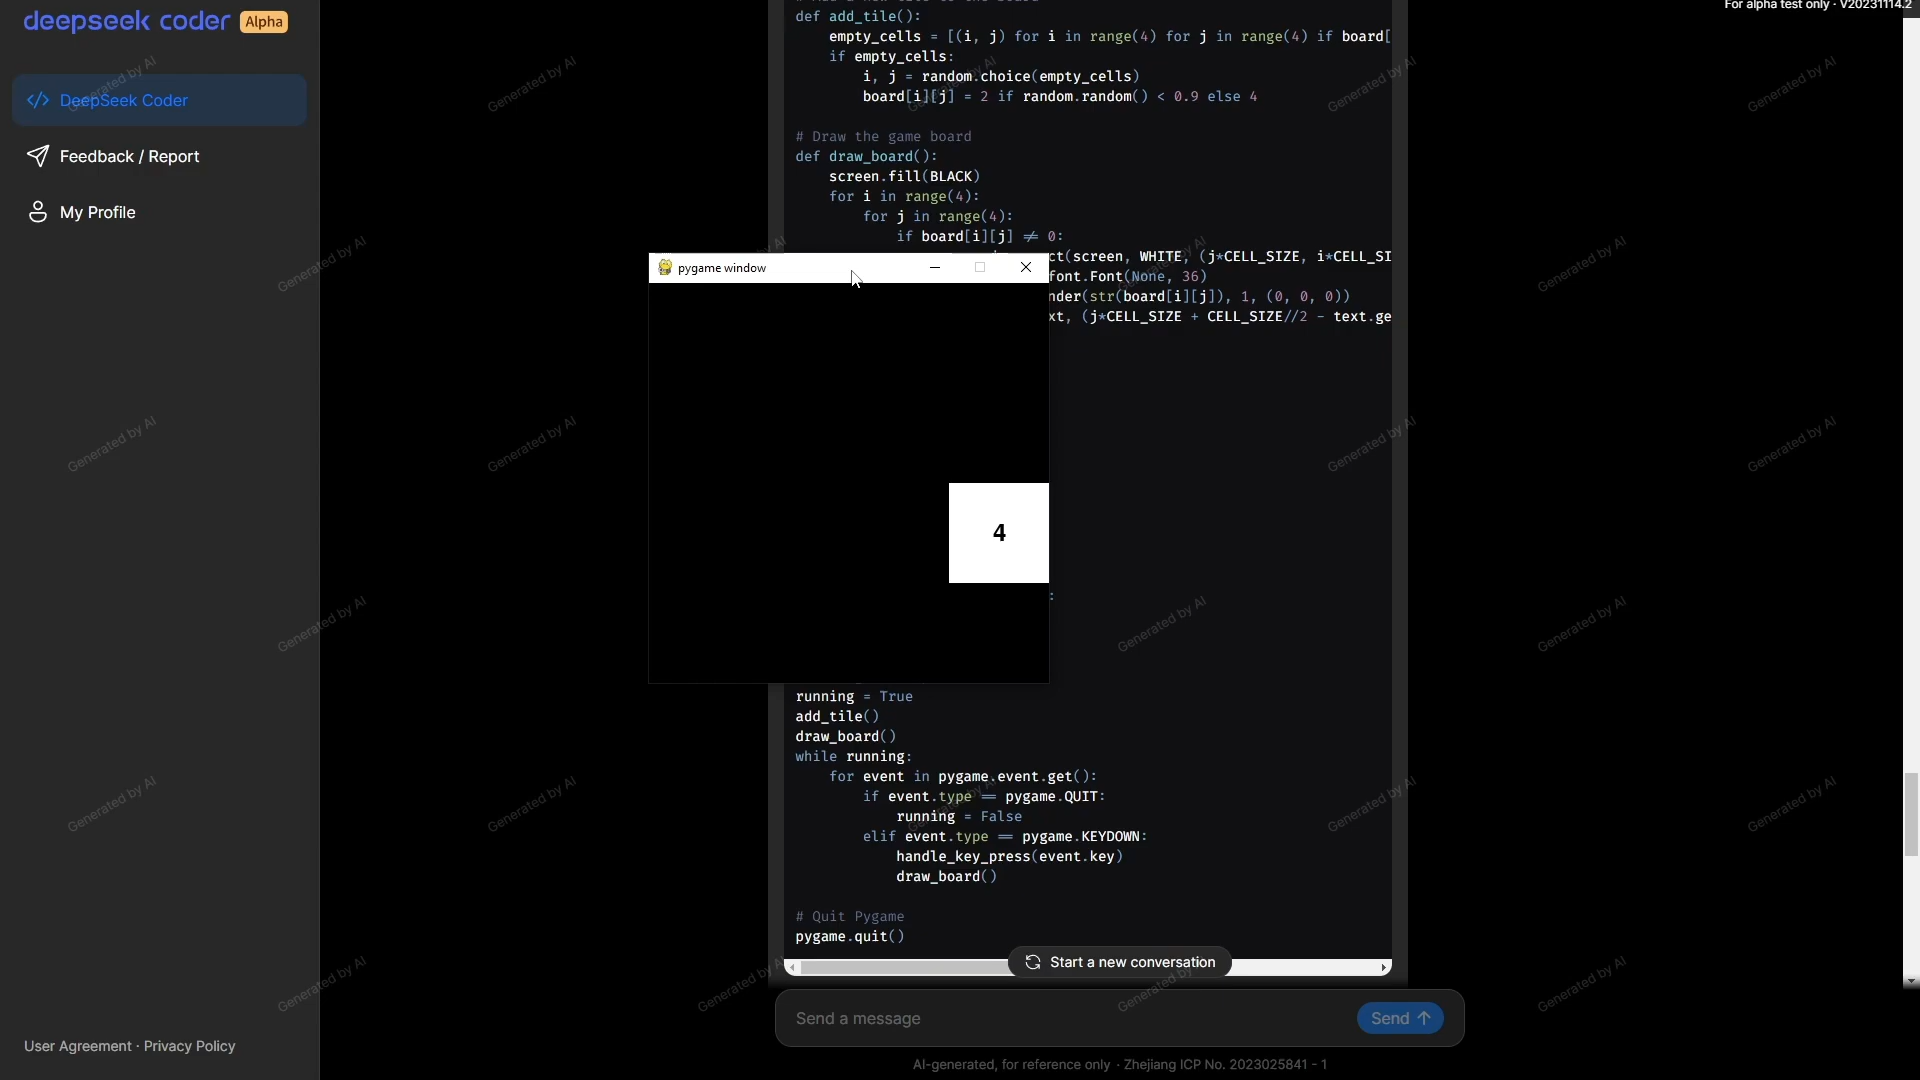 deepseek coder Alpha
For alpha test only · V20231114.2
DeepSeek Coder
Feedback / Report
My Profile
def add_tile():
empty_cells = [(i, j) for i in range(4) for j in range(4) if board[
if empty_cells:
i, j = random.choice(empty_cells)
board[i][j] = 2 if random.random() < 0.9 else 4
# Draw the game board
def draw_board():
screen.fill(BLACK)
for i in range(4):
for j in range(4):
if board[i][j] ≠ 0:
ct(screen, WHITE, (j*CELL_SIZE, i*CELL_SI
font.Font(None, 36)
nder(str(board[i][j]), 1, (0, 0, 0))
xt, (j*CELL_SIZE + CELL_SIZE//2 - text.ge
pygame window
4
:
running = True
add_tile()
draw_board()
while running:
for event in pygame.event.get():
if event.type == pygame.QUIT:
running = False
elif event.type == pygame.KEYDOWN:
handle_key_press(event.key)
draw_board()
# Quit Pygame
pygame.quit()
Start a new conversation
Send a message
Send ↑
AI-generated, for reference only · Zhejiang ICP No. 2023025841 - 1
User Agreement · Privacy Policy
Generated by AI